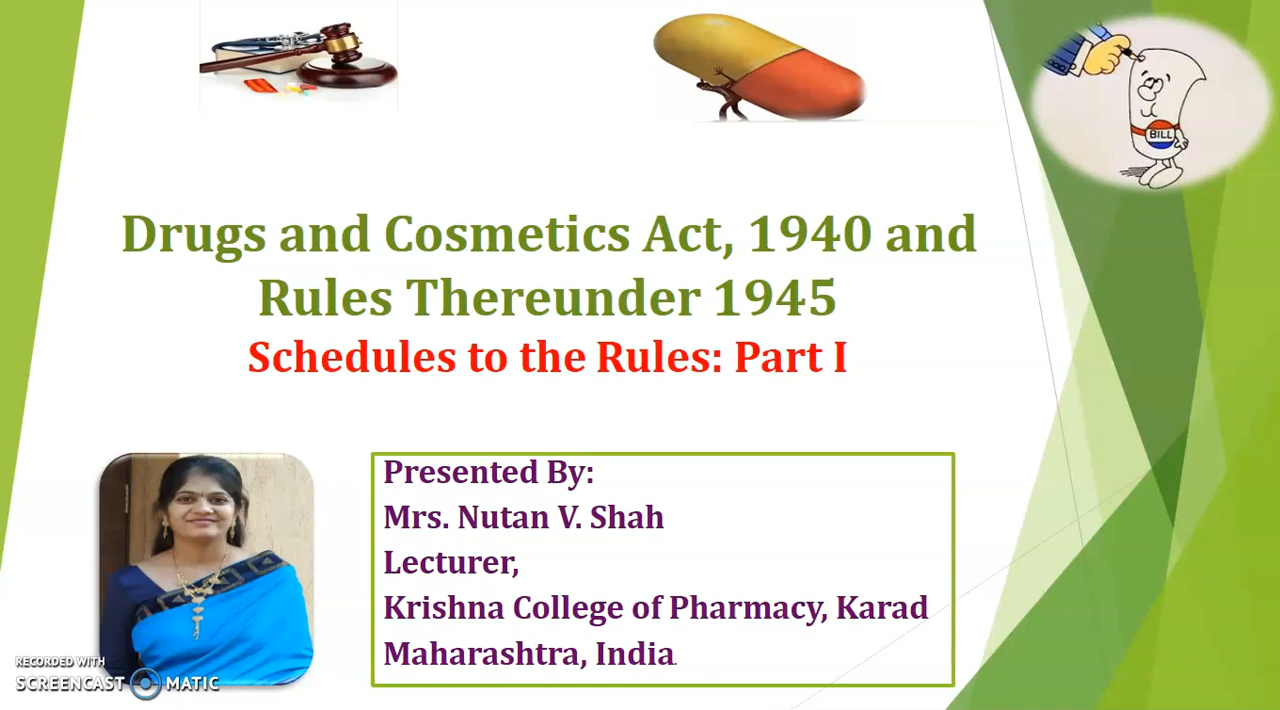 BILL
Drugs and Cosmetics Act, 1940 and
Rules Thereunder 1945
Schedules to the Rules: Part I
Presented By:
Mrs. Nutan V. Shah
Lecturer,
Krishna College of Pharmacy, Karad
Maharashtra, India.
RECORDED WITH
SCREENCAST MATIC